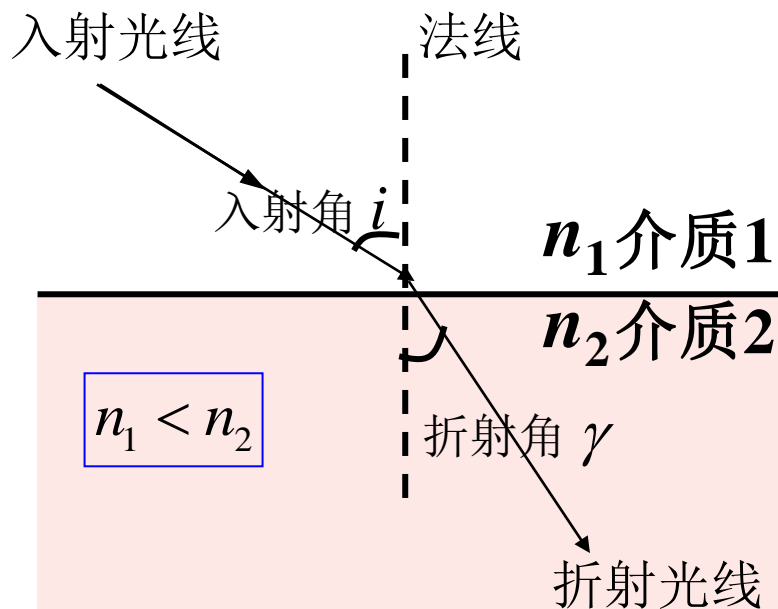 入射光线
法线
入射角 i
n₁介质1
n₂介质2
n₁ < n₂
折射角 γ
折射光线